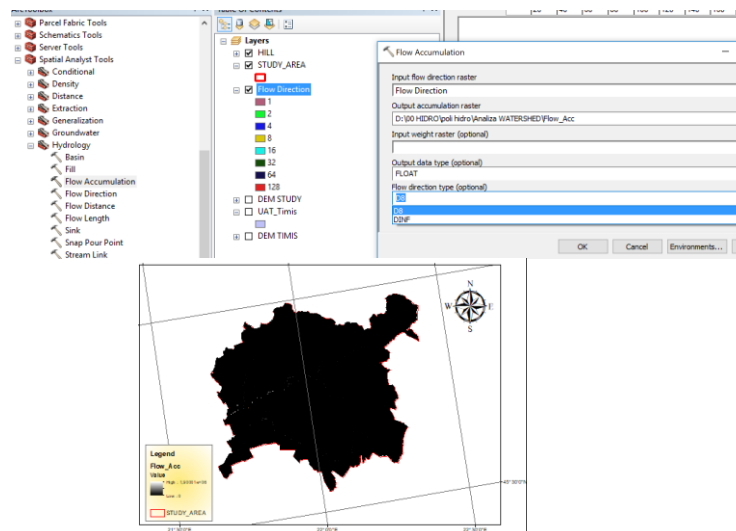 Parcel Fabric Tools
Schematics Tools
Server Tools
Spatial Analyst Tools
Conditional
Density
Distance
Extraction
Generalization
Groundwater
Hydrology
Basin
Fill
Flow Accumulation
Flow Direction
Flow Distance
Flow Length
Sink
Snap Pour Point
Stream Link
Table Of Contents
Layers
HILL
STUDY_AREA
Flow Direction
1
2
4
8
16
32
64
128
DEM STUDY
UAT_Timis
DEM TIMIS
Flow Accumulation
Input flow direction raster
Flow Direction
Output accumulation raster
D:\00 HIDRO\poli hidro\Analiza WATERSHED\Flow_Acc
Input weight raster (optional)
Output data type (optional)
FLOAT
Flow direction type (optional)
D8
D8
DINF
OK
Cancel
Environments...
N
W
E
S
Legend
Flow_Acc
Value
STUDY_AREA